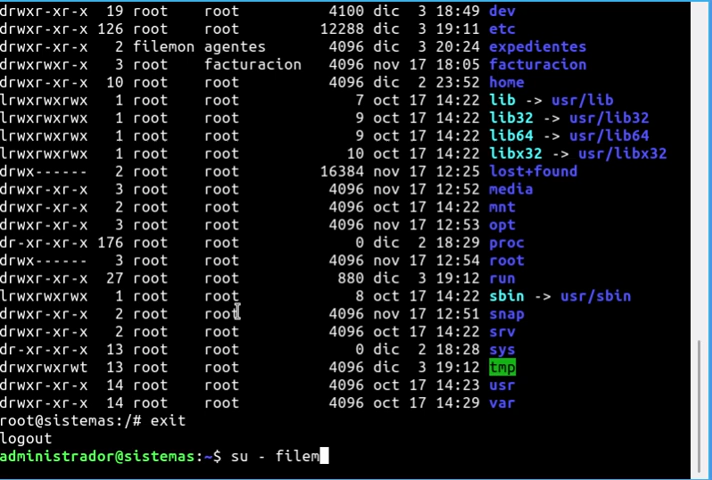 drwxr-xr-x  19 root    root         4100 dic  3 18:49 dev
drwxr-xr-x 126 root    root        12288 dic  3 19:11 etc
drwxr-xr-x   2 filemon agentes      4096 dic  3 20:24 expedientes
drwxr-xr-x   3 root    facturacion  4096 nov 17 18:05 facturacion
drwxr-xr-x  10 root    root         4096 dic  2 23:52 home
lrwxrwxrwx   1 root    root            7 oct 17 14:22 lib -> usr/lib
lrwxrwxrwx   1 root    root            9 oct 17 14:22 lib32 -> usr/lib32
lrwxrwxrwx   1 root    root            9 oct 17 14:22 lib64 -> usr/lib64
lrwxrwxrwx   1 root    root           10 oct 17 14:22 libx32 -> usr/libx32
drwx------   2 root    root        16384 nov 17 12:25 lost+found
drwxr-xr-x   3 root    root         4096 nov 17 12:52 media
drwxr-xr-x   2 root    root         4096 oct 17 14:22 mnt
drwxr-xr-x   3 root    root         4096 nov 17 12:53 opt
dr-xr-xr-x 176 root    root            0 dic  2 18:29 proc
drwx------   3 root    root         4096 nov 17 12:54 root
drwxr-xr-x  27 root    root          880 dic  3 19:12 run
lrwxrwxrwx   1 root    root            8 oct 17 14:22 sbin -> usr/sbin
drwxr-xr-x   2 root    root         4096 nov 17 12:51 snap
drwxr-xr-x   2 root    root         4096 oct 17 14:22 srv
dr-xr-xr-x  13 root    root            0 dic  2 18:28 sys
drwxrwxrwt  13 root    root         4096 dic  3 19:12 tmp
drwxr-xr-x  14 root    root         4096 oct 17 14:23 usr
drwxr-xr-x  14 root    root         4096 oct 17 14:29 var
root@sistemas:/# exit
logout
administrador@sistemas:~$ su - filem